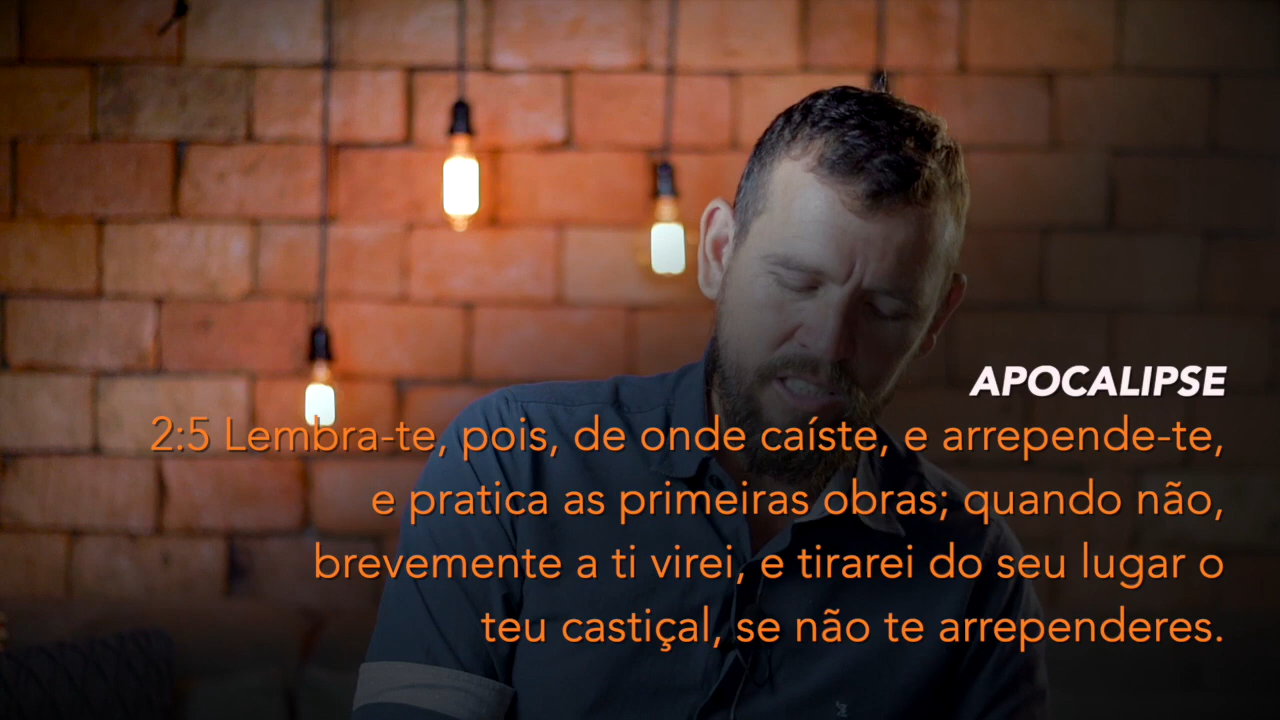 APOCALIPSE
2:5 Lembra-te, pois, de onde caíste, e arrepende-te,
e pratica as primeiras obras; quando não,
brevemente a ti virei, e tirarei do seu lugar o
teu castiçal, se não te arrependeres.